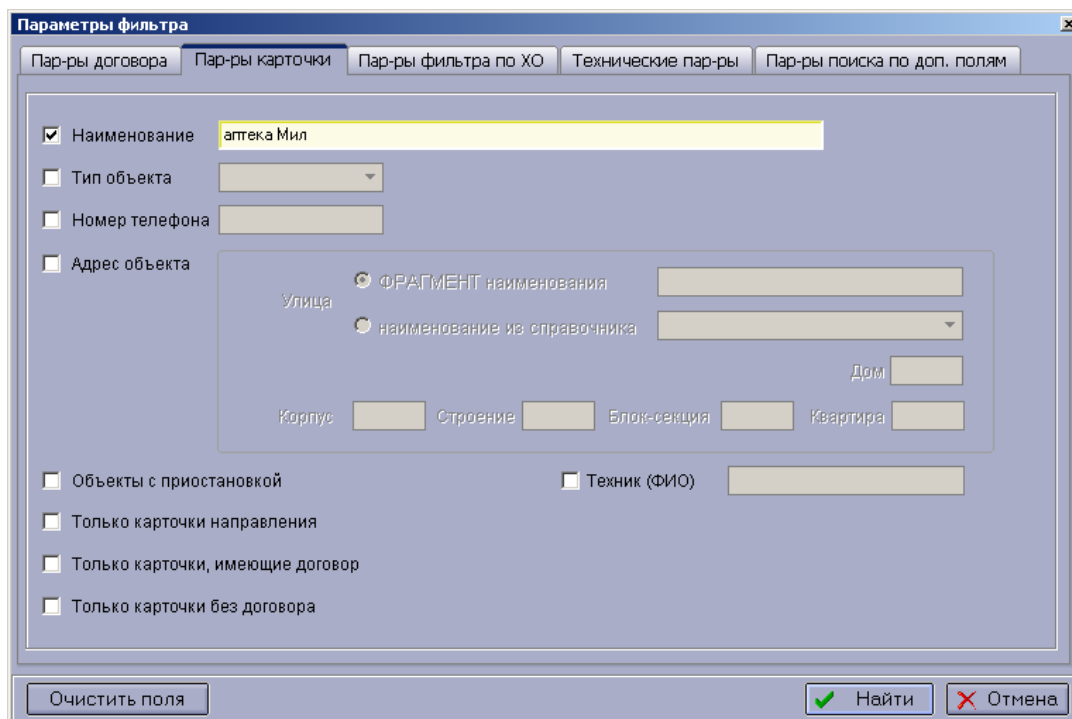 Параметры фильтра
Пар-ры договора Пар-ры карточки Пар-ры фильтра по ХО Технические пар-ры Пар-ры поиска по доп. полям
Наименование аптека Мил
Тип объекта
Номер телефона
Адрес объекта
ФРАГМЕНТ наименования
Улица
наименование из справочника
Дом
Корпус Строение Блок-секция Квартира
Объекты с приостановкой Техник (ФИО)
Только карточки направления
Только карточки, имеющие договор
Только карточки без договора
Очистить поля Найти Отмена